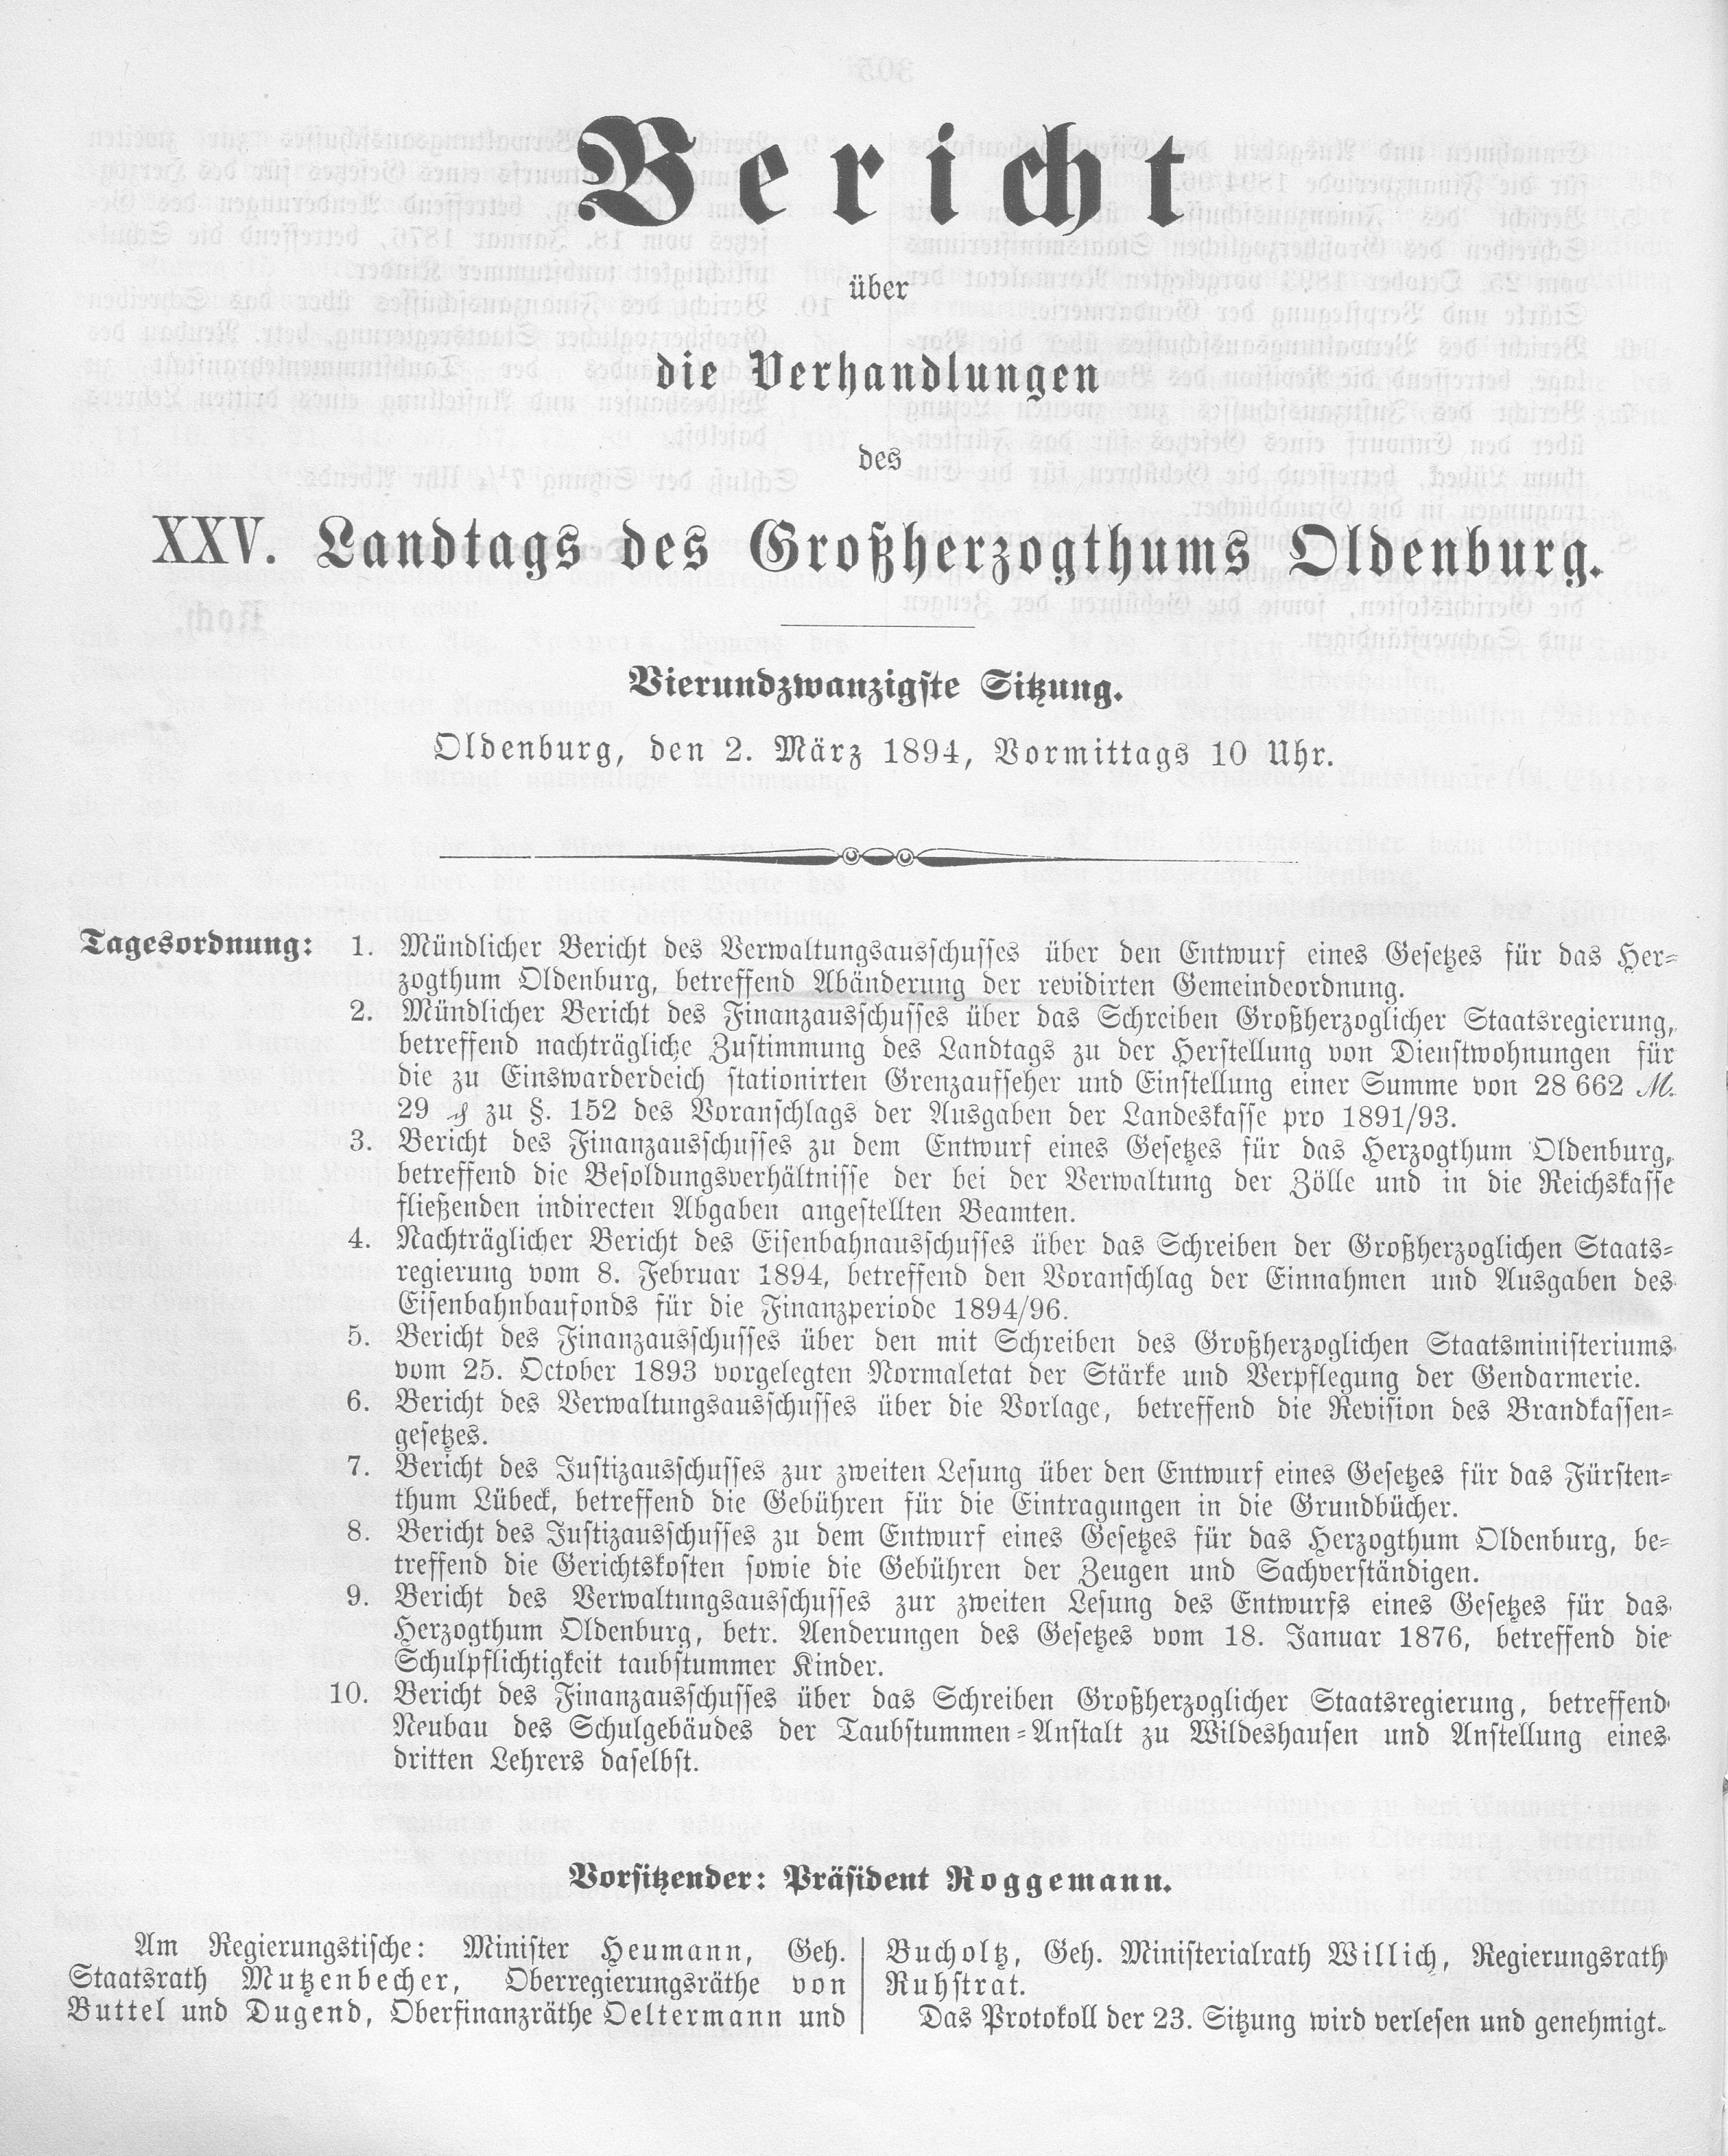 Bericht
über
die Verhandlungen
des
XXV. Landtags des Großherzogthums Oldenburg.
Vierundzwanzigste Sitzung.
Oldenburg, den 2. März 1894, Vormittags 10 Uhr.
Tagesordnung: 1. Mündlicher Bericht des Verwaltungsausschusses über den Entwurf eines Gesetzes für das Her-
zogthum Oldenburg, betreffend Abänderung der revidirten Gemeindeordnung.
2. Mündlicher Bericht des Finanzausschusses über das Schreiben Großherzoglicher Staatsregierung,
betreffend nachträgliche Zustimmung des Landtags zu der Herstellung von Dienstwohnungen für
die zu Einswarderdeich stationirten Grenzaufseher und Einstellung einer Summe von 28 662 M.
29 ₰ zu §. 152 des Voranschlags der Ausgaben der Landeskasse pro 1891/93.
3. Bericht des Finanzausschusses zu dem Entwurf eines Gesetzes für das Herzogthum Oldenburg,
betreffend die Besoldungsverhältnisse der bei der Verwaltung der Zölle und in die Reichskasse
fließenden indirecten Abgaben angestellten Beamten.
4. Nachträglicher Bericht des Eisenbahnausschusses über das Schreiben der Großherzoglichen Staats-
regierung vom 8. Februar 1894, betreffend den Voranschlag der Einnahmen und Ausgaben des
Eisenbahnbaufonds für die Finanzperiode 1894/96.
5. Bericht des Finanzausschusses über den mit Schreiben des Großherzoglichen Staatsministeriums
vom 25. October 1893 vorgelegten Normaletat der Stärke und Verpflegung der Gendarmerie.
6. Bericht des Verwaltungsausschusses über die Vorlage, betreffend die Revision des Brandkassen-
gesetzes.
7. Bericht des Justizausschusses zur zweiten Lesung über den Entwurf eines Gesetzes für das Fürsten-
thum Lübeck, betreffend die Gebühren für die Eintragungen in die Grundbücher.
8. Bericht des Justizausschusses zu dem Entwurf eines Gesetzes für das Herzogthum Oldenburg, be-
treffend die Gerichtskosten sowie die Gebühren der Zeugen und Sachverständigen.
9. Bericht des Verwaltungsausschusses zur zweiten Lesung des Entwurfs eines Gesetzes für das
Herzogthum Oldenburg, betr. Aenderungen des Gesetzes vom 18. Januar 1876, betreffend die
Schulpflichtigkeit taubstummer Kinder.
10. Bericht des Finanzausschusses über das Schreiben Großherzoglicher Staatsregierung, betreffend
Neubau des Schulgebäudes der Taubstummen-Anstalt zu Wildeshausen und Anstellung eines
dritten Lehrers daselbst.
Vorsitzender: Präsident Roggemann.
Am Regierungstische: Minister Heumann, Geh.
Staatsrath Mutzenbecher, Oberregierungsräthe von
Buttel und Dugend, Oberfinanzräthe Oeltermann und
Bucholtz, Geh. Ministerialrath Willich, Regierungsrath
Ruhstrat.
Das Protokoll der 23. Sitzung wird verlesen und genehmigt.